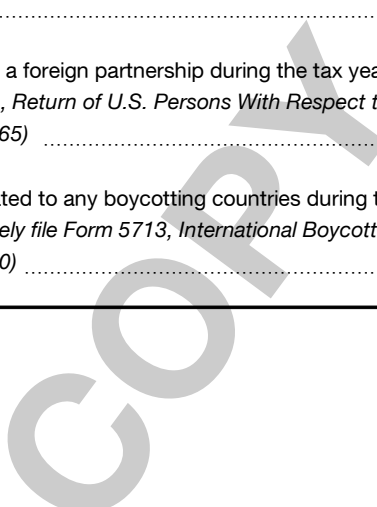 a foreign partnership during the tax yea
, Return of U.S. Persons With Respect t
65)
ated to any boycotting countries during t
ely file Form 5713, International Boycott
0)
COPY